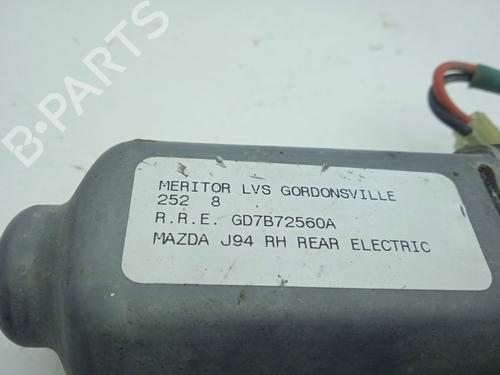 B-PARTS
MERITOR LVS GORDONSVILLE
252 8
R.R.E. GD7B72560A
MAZDA J94 RH REAR ELECTRIC